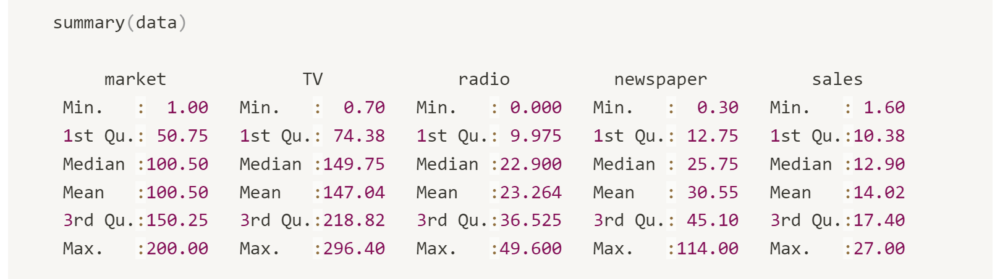 summary(data)
market TV radio newspaper sales
Min. : 1.00 Min. : 0.70 Min. : 0.000 Min. : 0.30 Min. : 1.60
1st Qu.: 50.75 1st Qu.: 74.38 1st Qu.: 9.975 1st Qu.: 12.75 1st Qu.:10.38
Median :100.50 Median :149.75 Median :22.900 Median : 25.75 Median :12.90
Mean :100.50 Mean :147.04 Mean :23.264 Mean : 30.55 Mean :14.02
3rd Qu.:150.25 3rd Qu.:218.82 3rd Qu.:36.525 3rd Qu.: 45.10 3rd Qu.:17.40
Max. :200.00 Max. :296.40 Max. :49.600 Max. :114.00 Max. :27.00